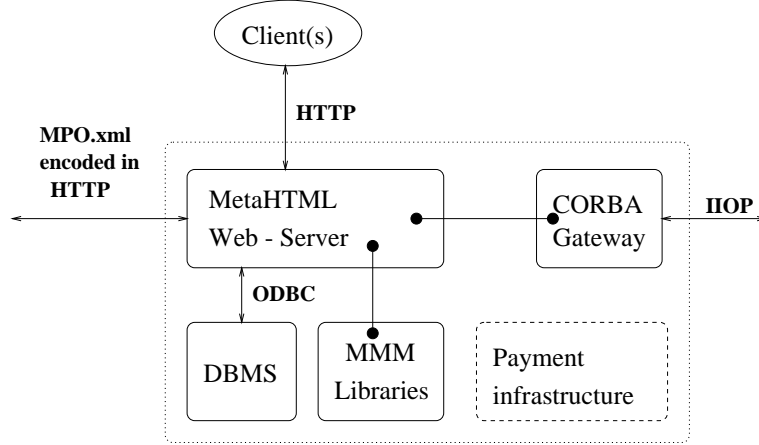 Client(s)
HTTP
MPO.xml
encoded in
HTTP
MetaHTML
Web - Server
CORBA
Gateway
IIOP
ODBC
DBMS
MMM
Libraries
Payment
infrastructure